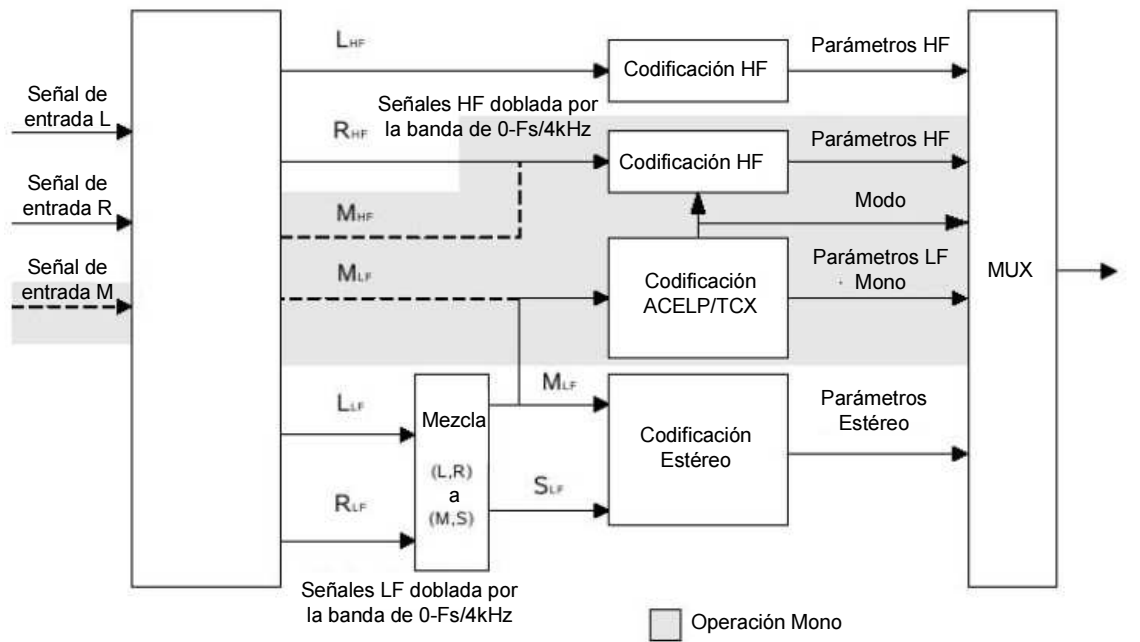 Señal de
entrada L
Señal de
entrada R
Señal de
entrada M
LHF
Señales HF doblada por
la banda de 0-Fs/4kHz
RHF
MHF
MLF
LLF
RLF
Mezcla
(L,R)
a
(M,S)
MLF
SLF
Señales LF doblada por
la banda de 0-Fs/4kHz
Codificación HF
Codificación HF
Codificación
ACELP/TCX
Codificación
Estéreo
Parámetros HF
Parámetros HF
Modo
Parámetros LF
Mono
Parámetros
Estéreo
MUX
Operación Mono